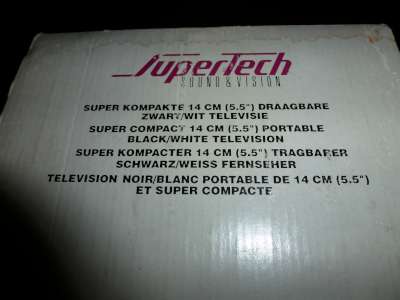 SuperTech
SOUND & VISION
SUPER KOMPAKTE 14 CM (5.5") DRAAGBARE
ZWART/WIT TELEVISIE
SUPER COMPACT 14 CM (5.5") PORTABLE
BLACK/WHITE TELEVISION
SUPER KOMPACTER 14 CM (5.5") TRAGBARER
SCHWARZ/WEISS FERNSEHER
TELEVISION NOIR/BLANC PORTABLE DE 14 CM (5.5")
ET SUPER COMPACTE